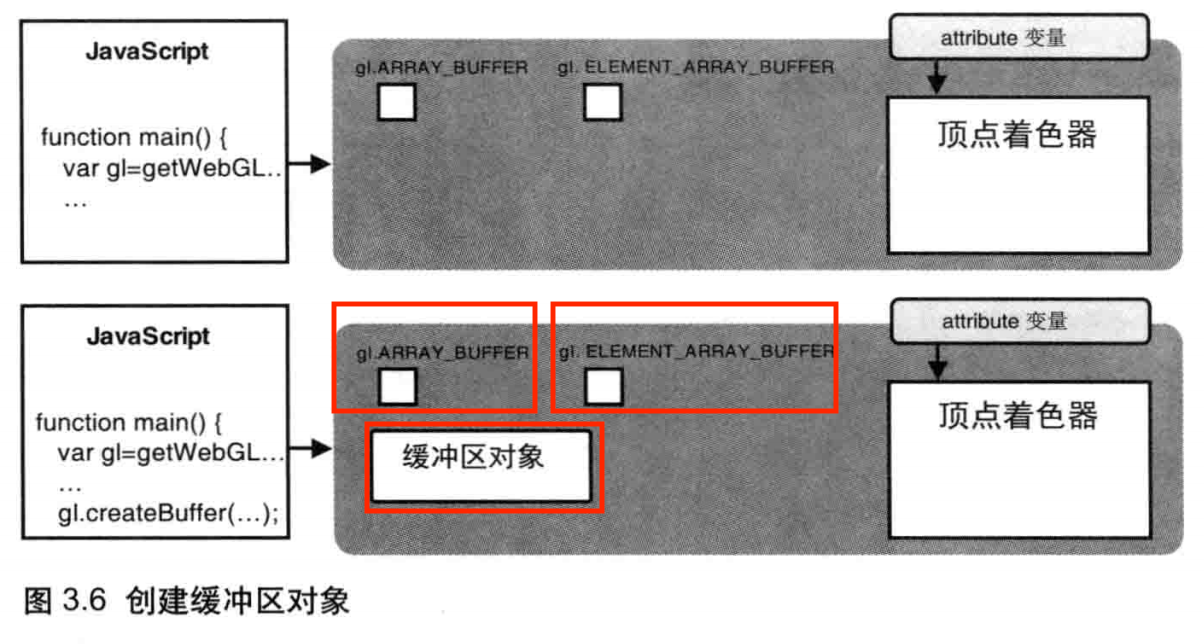 JavaScript
function main() {
var gl=getWebGL…
…
gl.ARRAY_BUFFER
gl. ELEMENT_ARRAY_BUFFER
attribute 变量
顶点着色器
JavaScript
function main() {
var gl=getWebGL…
…
gl.createBuffer(…);
gl.ARRAY_BUFFER
gl. ELEMENT_ARRAY_BUFFER
缓冲区对象
attribute 变量
顶点着色器
图 3.6 创建缓冲区对象